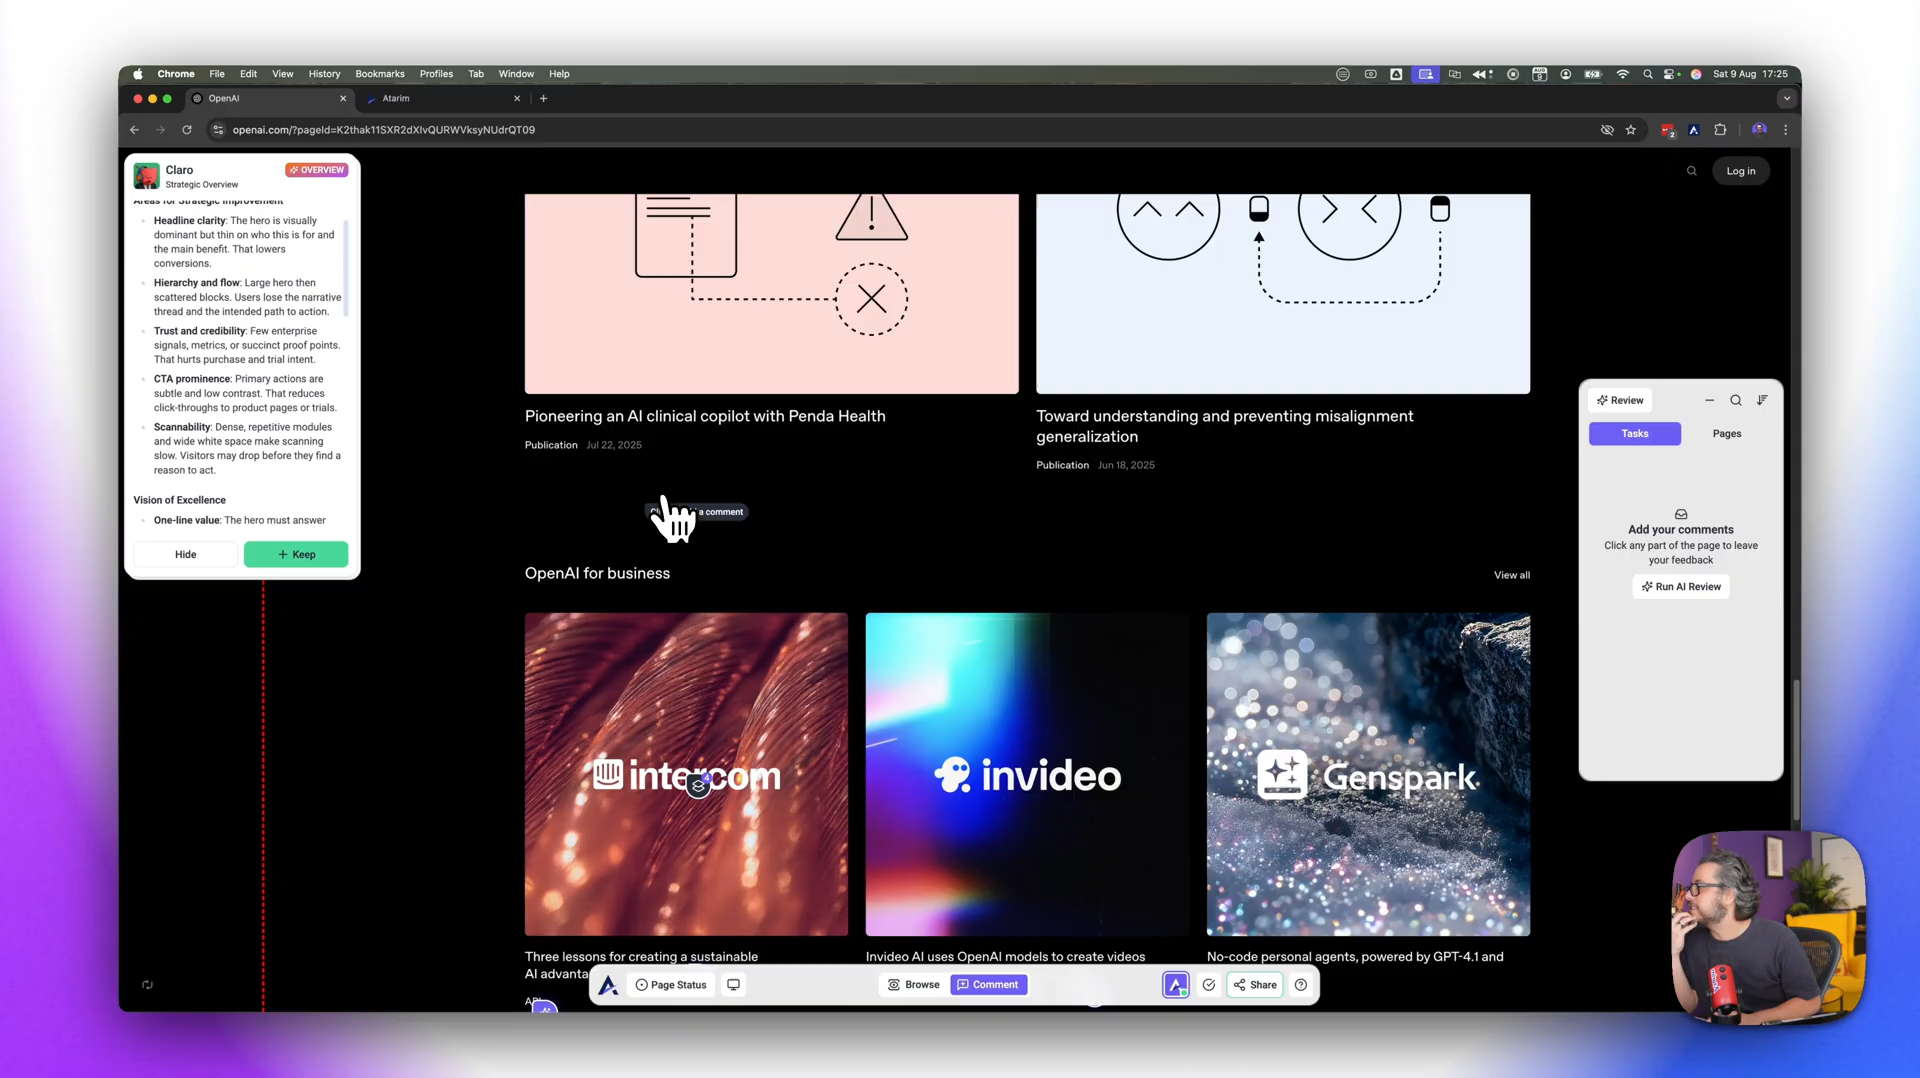 Chrome File Edit View History Bookmarks Profiles Tab Window Help
Sat 9 Aug 17:25
OpenAI
Atarim
openai.com/?pageId=K2thak11SXR2dXIvQURWVksyNUdrQT09
Claro
OVERVIEW
Strategic Overview
Areas for Strategic Improvement
Headline clarity: The hero is visually
dominant but thin on who this is for and
the main benefit. That lowers
conversions.
Hierarchy and flow: Large hero then
scattered blocks. Users lose the narrative
thread and the intended path to action.
Trust and credibility: Few enterprise
signals, metrics, or succinct proof points.
That hurts purchase and trial intent.
CTA prominence: Primary actions are
subtle and low contrast. That reduces
click-throughs to product pages or trials.
Scannability: Dense, repetitive modules
and wide white space make scanning
slow. Visitors may drop before they find a
reason to act.
Vision of Excellence
One-line value: The hero must answer
Hide
+ Keep
Log in
Pioneering an AI clinical copilot with Penda Health
Publication Jul 22, 2025
Toward understanding and preventing misalignment
generalization
Publication Jun 18, 2025
a comment
OpenAI for business
View all
intercom
4
invideo
Genspark
Three lessons for creating a sustainable
AI advanta
Invideo AI uses OpenAI models to create videos
No-code personal agents, powered by GPT-4.1 and
Review
Tasks
Pages
Add your comments
Click any part of the page to leave
your feedback
Run AI Review
Page Status
Browse
Comment
Share